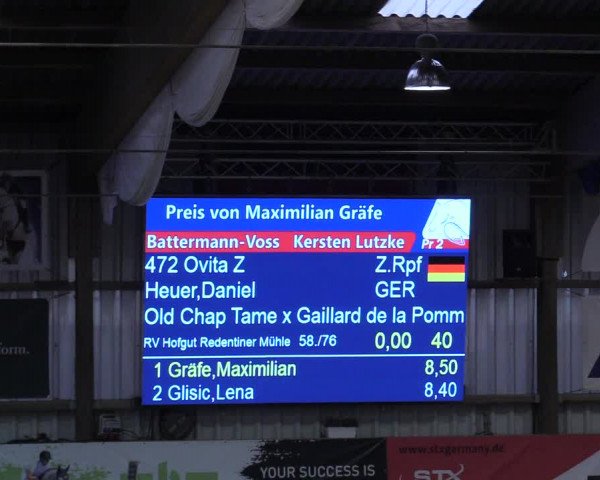 Preis von Maximilian Gräfe
Battermann-Voss Kersten Lutzke Pr 2
472 Ovita Z Z.Rpf
Heuer,Daniel GER
Old Chap Tame x Gaillard de la Pomm
RV Hofgut Redentiner Mühle 58./76 0,00 40
1 Gräfe,Maximilian 8,50
2 Glisic,Lena 8,40
orm.
YOUR SUCCESS IS
www.stxgermany.de
STX